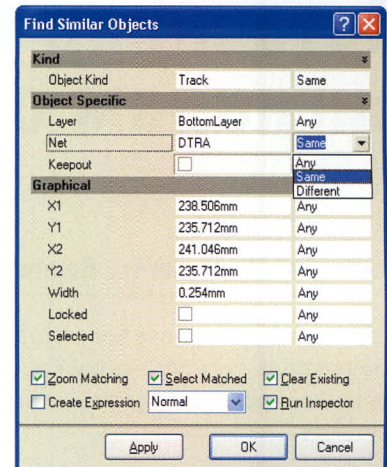 Find Similar Objects
Kind
Object Kind Track Same
Object Specific
Layer BottomLayer Any
Net DTRA Same
Keepout Any
Same
Different
Graphical
X1 238.506mm Any
Y1 235.712mm Any
X2 241.046mm Any
Y2 235.712mm Any
Width 0.254mm Any
Locked Any
Selected Any
Zoom Matching Select Matched Clear Existing
Create Expression Normal Run Inspector
Apply OK Cancel